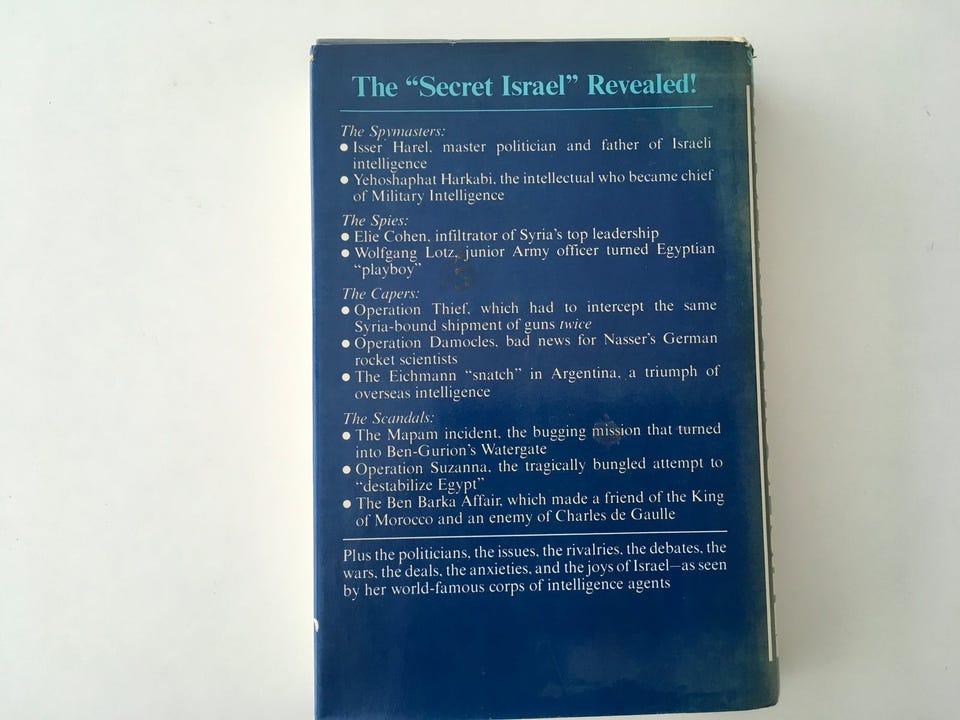 The “Secret Israel” Revealed!
The Spymasters:
● Isser Harel, master politician and father of Israeli
intelligence
● Yehoshaphat Harkabi, the intellectual who became chief
of Military Intelligence
The Spies:
● Elie Cohen, infiltrator of Syria’s top leadership
● Wolfgang Lotz, junior Army officer turned Egyptian
“playboy”
The Capers:
● Operation Thief, which had to intercept the same
Syria-bound shipment of guns twice
● Operation Damocles, bad news for Nasser’s German
rocket scientists
● The Eichmann “snatch” in Argentina, a triumph of
overseas intelligence
The Scandals:
● The Mapam incident, the bugging mission that turned
into Ben-Gurion’s Watergate
● Operation Suzanna, the tragically bungled attempt to
“destabilize Egypt”
● The Ben Barka Affair, which made a friend of the King
of Morocco and an enemy of Charles de Gaulle
Plus the politicians, the issues, the rivalries, the debates, the
wars, the deals, the anxieties, and the joys of Israel—as seen
by her world-famous corps of intelligence agents